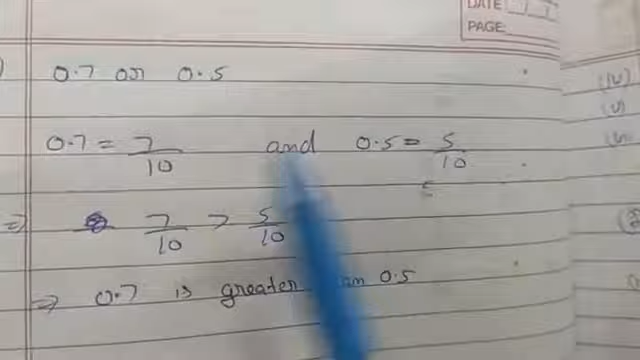 DATE
PAGE:
0.7 or 0.5
0.7 = 7/10 and 0.5 = 5/10
⇒ 7/10 > 5/10
⇒ 0.7 is greater 0.5